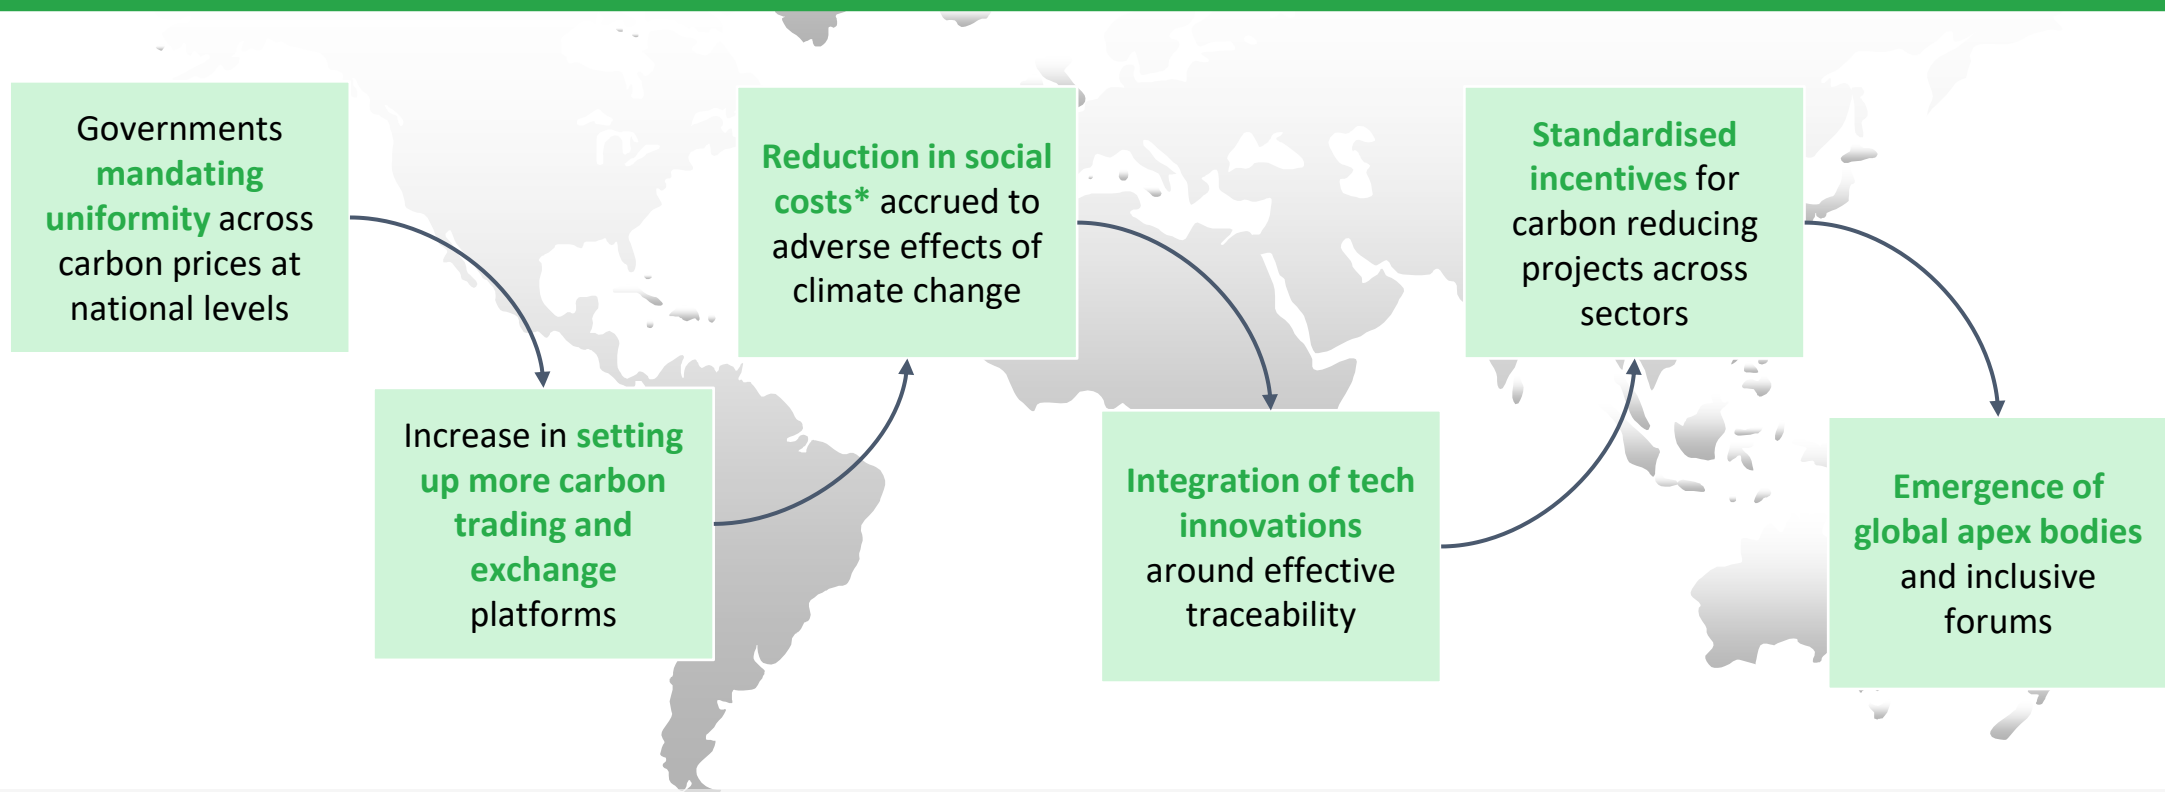 Governments
mandating
uniformity across
carbon prices at
national levels
Increase in setting
up more carbon
trading and
exchange
platforms
Reduction in social
costs* accrued to
adverse effects of
climate change
Integration of tech
innovations
around effective
traceability
Standardised
incentives for
carbon reducing
projects across
sectors
Emergence of
global apex bodies
and inclusive
forums